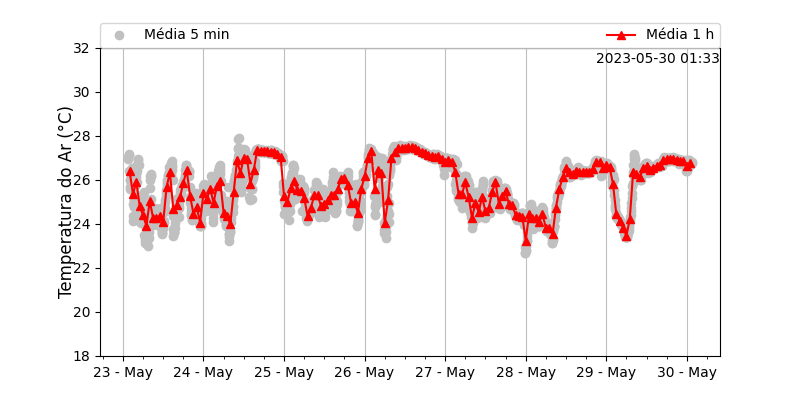 Média 5 min
Média 1 h
2023-05-30 01:33
Temperatura do Ar (°C)
32
30
28
26
24
22
20
18
23 - May
24 - May
25 - May
26 - May
27 - May
28 - May
29 - May
30 - May